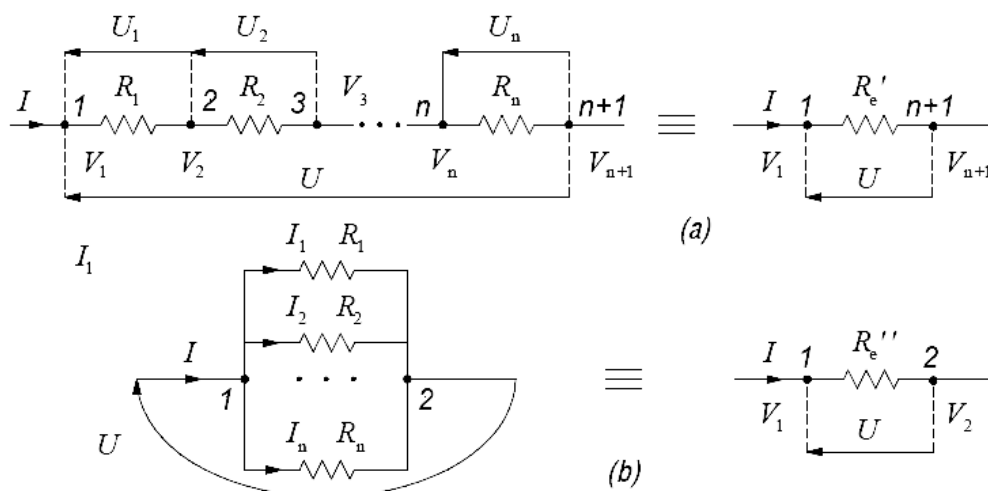 U₁ U₂ Uₙ
I 1 R₁ 2 R₂ 3 V₃ n Rₙ n+1 ≡ I 1 Rₑ' n+1
V₁ V₂ Vₙ Vₙ₊₁ V₁ U Vₙ₊₁
U
(a)
I₁ I₁ R₁
I₂ R₂
I 1 . . . 2 ≡ I 1 Rₑ'' 2
V₁ U V₂
U Iₙ Rₙ
(b)